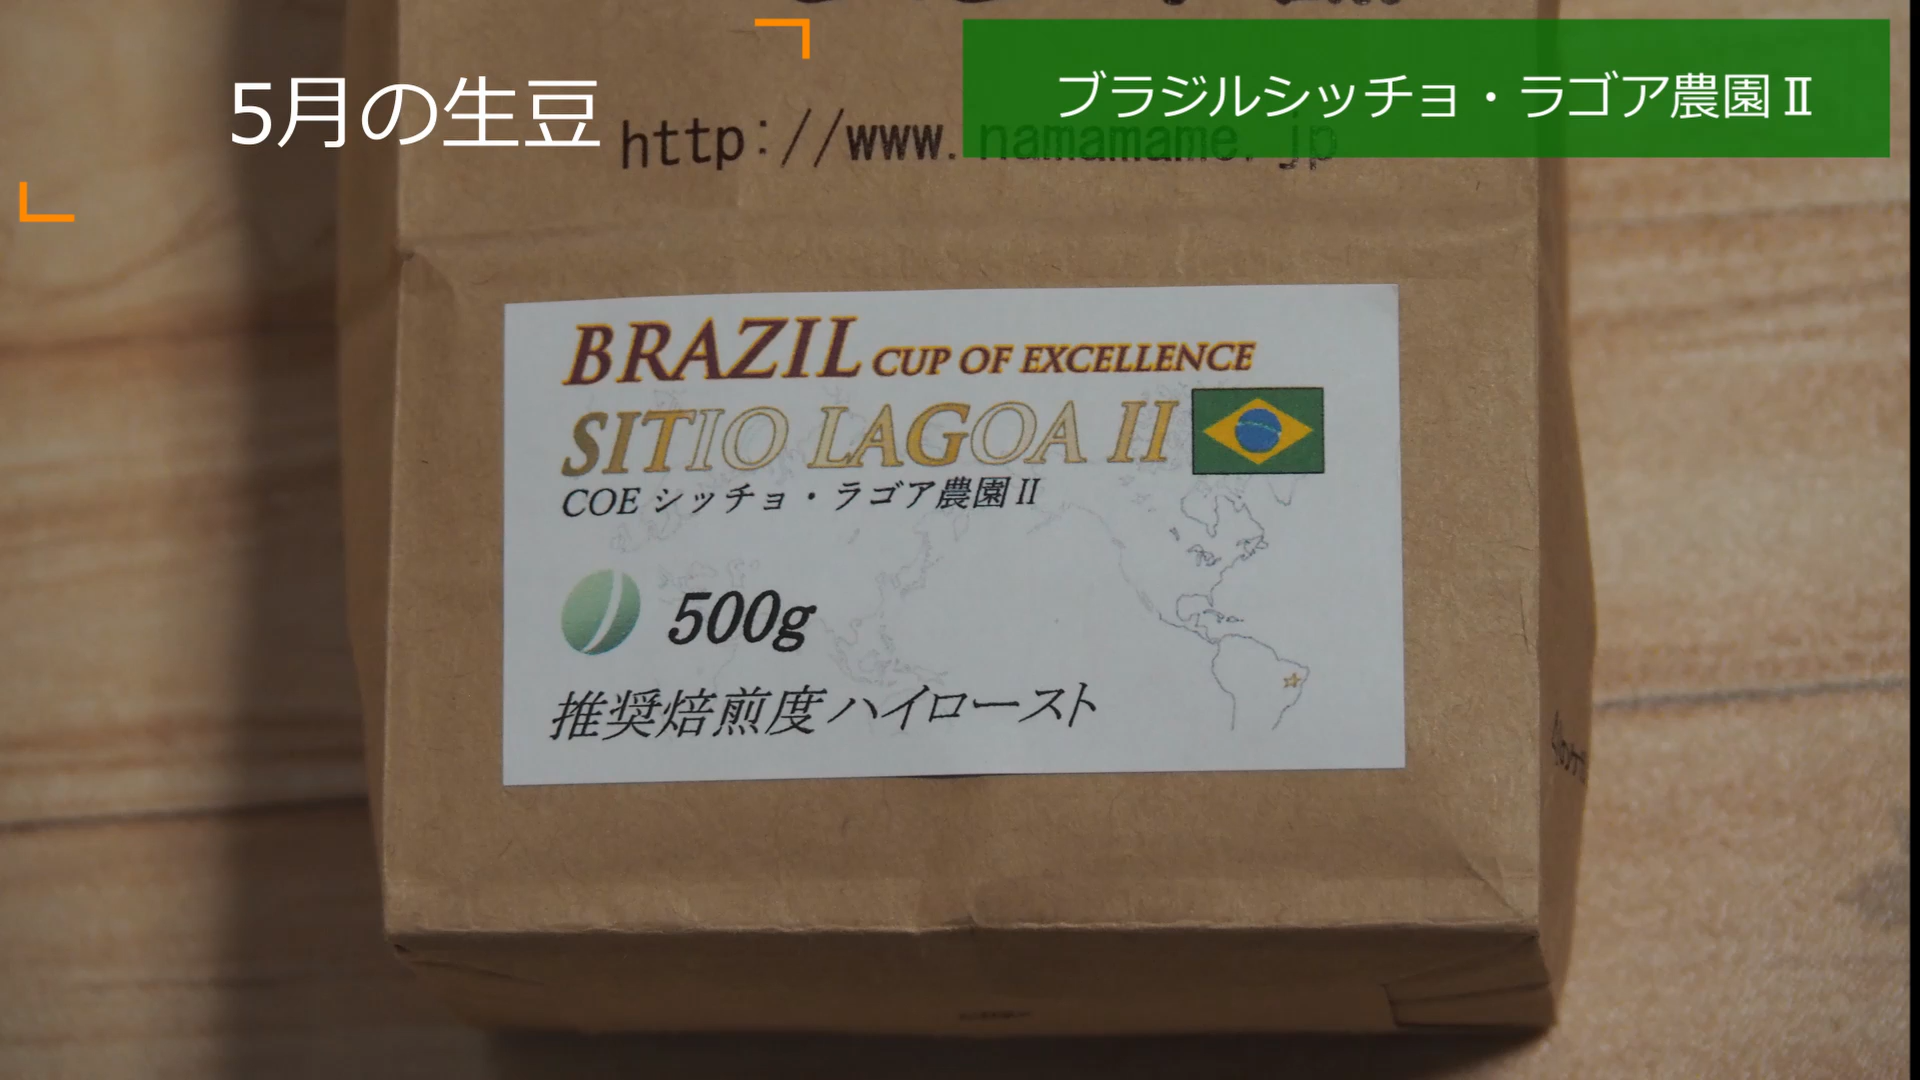 5月の生豆
ブラジルシッチョ・ラゴア農園Ⅱ
http://www.namamame.jp
BRAZIL CUP OF EXCELLENCE
SITIO LAGOA II
COE シッチョ・ラゴア農園 II
500g
推奨焙煎度ハイロースト